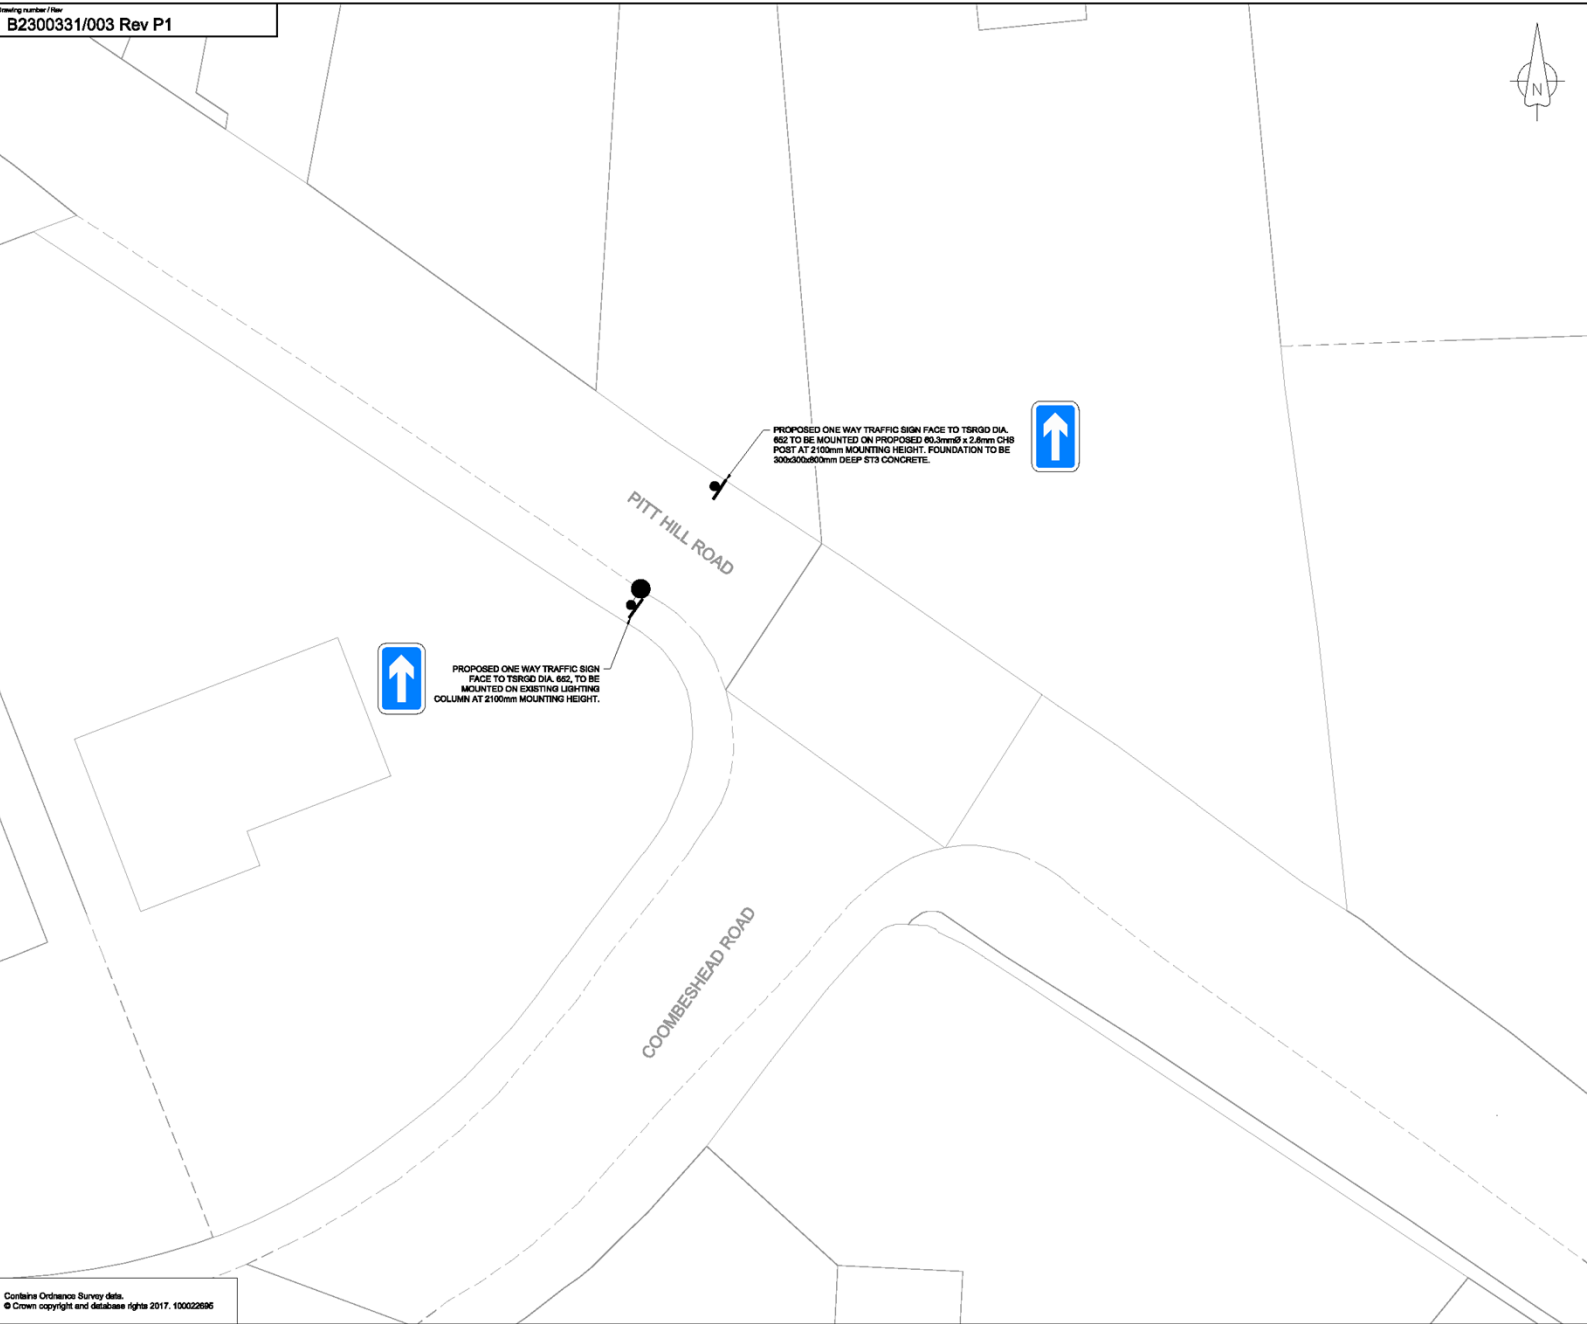 Drawing number / Rev
B2300331/003 Rev P1
N
PROPOSED ONE WAY TRAFFIC SIGN FACE TO TSRGD DIA.
652 TO BE MOUNTED ON PROPOSED 60.3mmØ x 2.6mm CHS
POST AT 2100mm MOUNTING HEIGHT. FOUNDATION TO BE
300x300x600mm DEEP ST3 CONCRETE.
PITT HILL ROAD
PROPOSED ONE WAY TRAFFIC SIGN
FACE TO TSRGD DIA. 652, TO BE
MOUNTED ON EXISTING LIGHTING
COLUMN AT 2100mm MOUNTING HEIGHT.
COOMBESHEAD ROAD
Contains Ordnance Survey data.
© Crown copyright and database rights 2017. 100022695